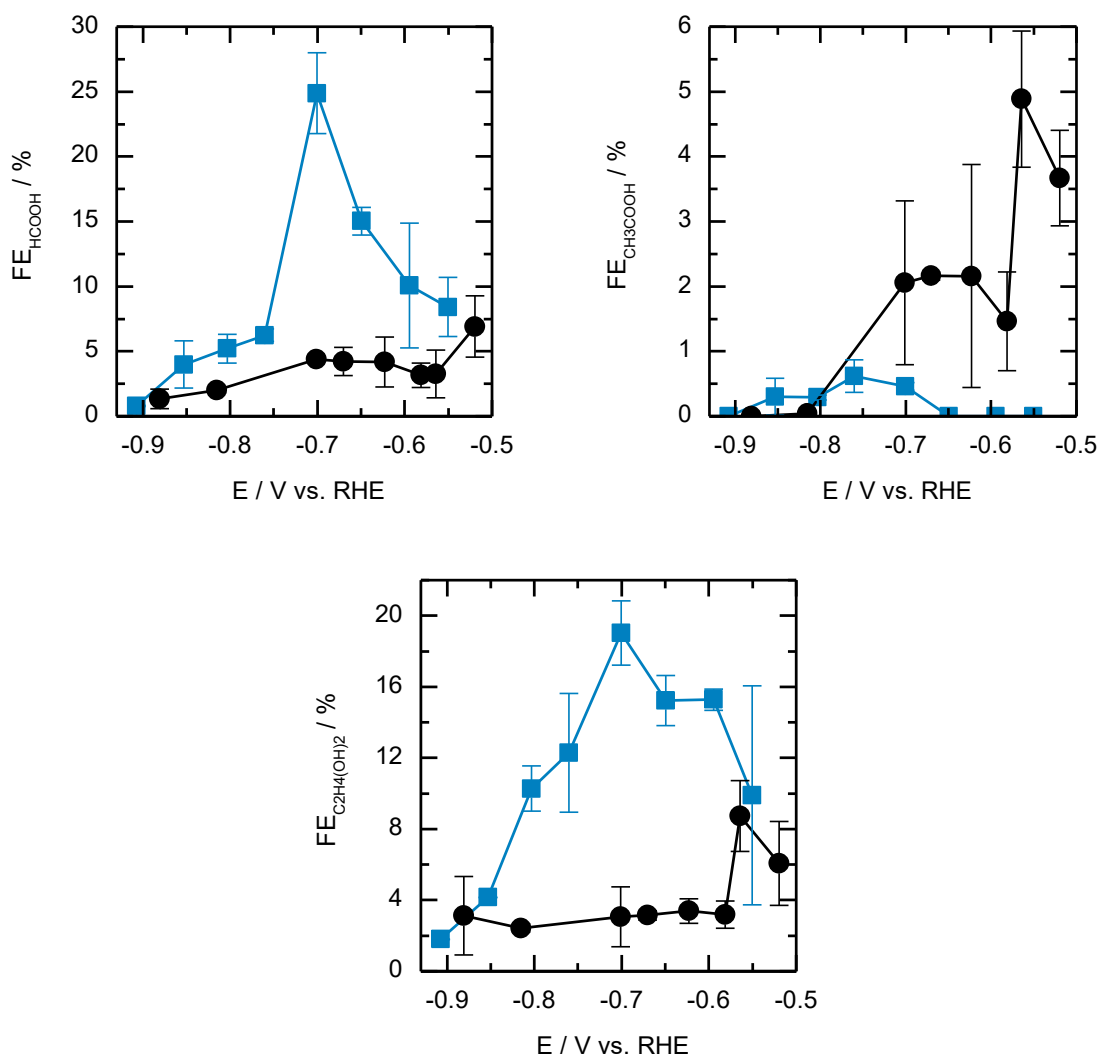 30
25
20
15
10
5
0
FE_HCOOH / %
-0.9 -0.8 -0.7 -0.6 -0.5
E / V vs. RHE
6
5
4
3
2
1
0
FE_CH3COOH / %
-0.9 -0.8 -0.7 -0.6 -0.5
E / V vs. RHE
20
16
12
8
4
0
FE_C2H4(OH)2 / %
-0.9 -0.8 -0.7 -0.6 -0.5
E / V vs. RHE